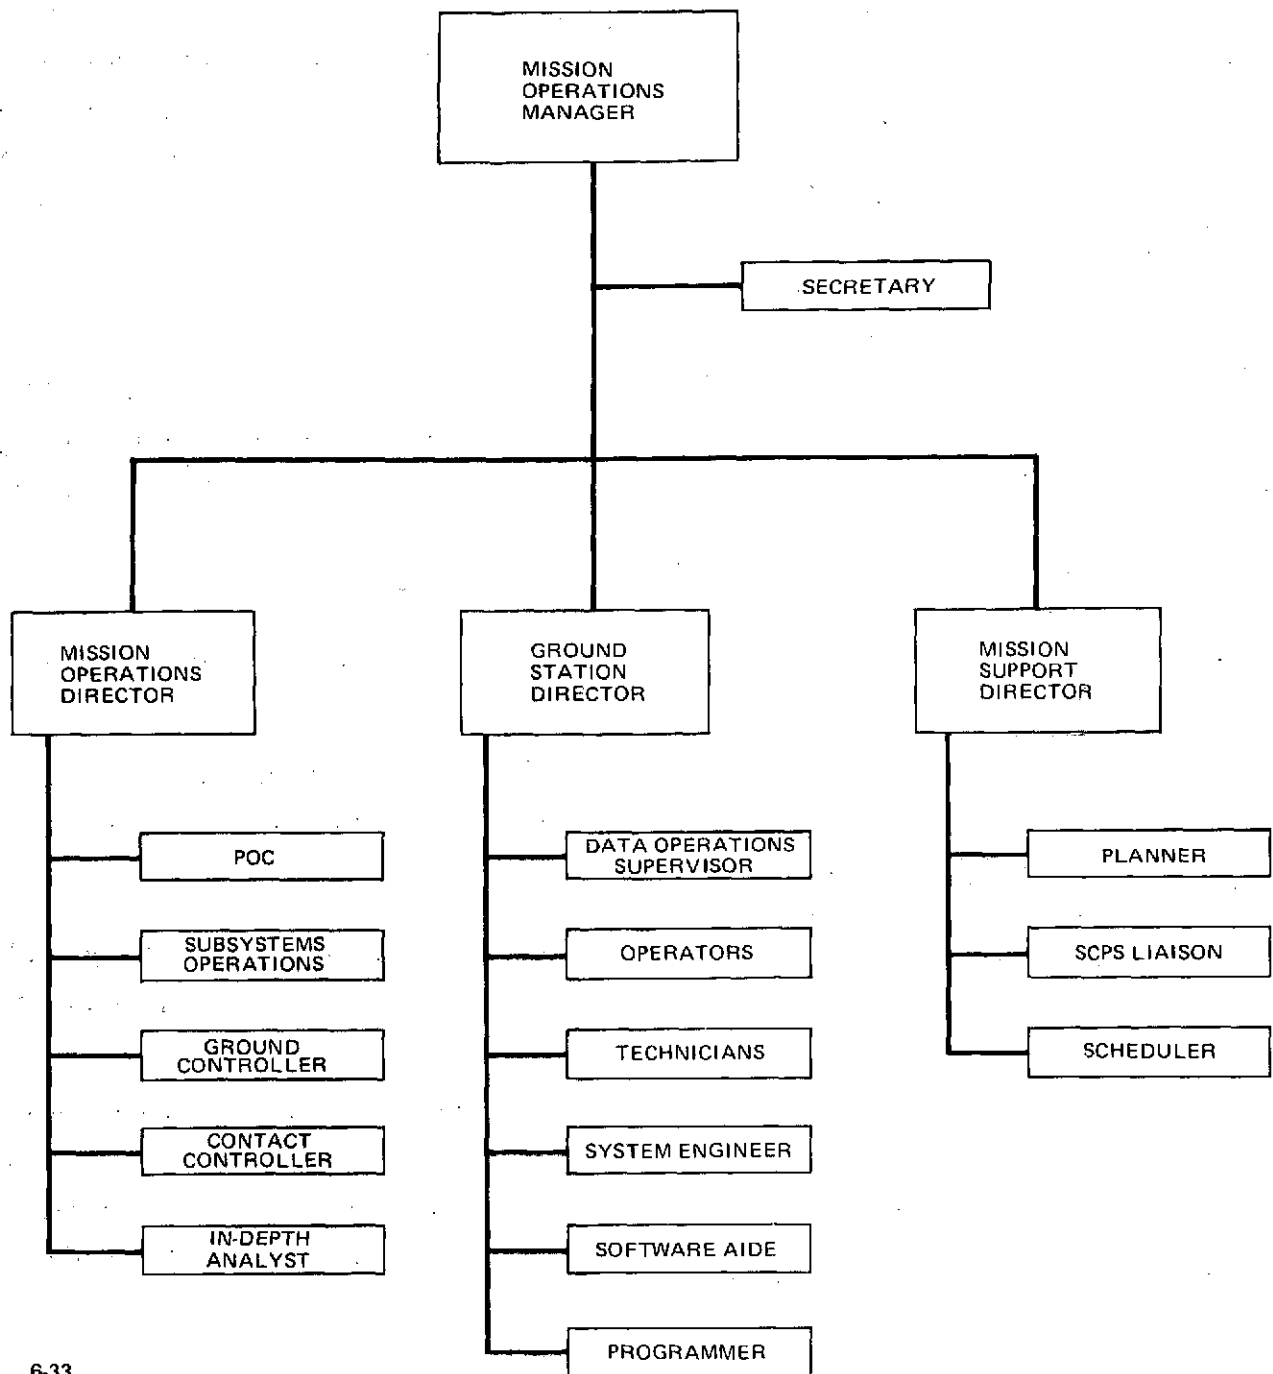 MISSION
OPERATIONS
MANAGER
SECRETARY
MISSION
OPERATIONS
DIRECTOR
GROUND
STATION
DIRECTOR
MISSION
SUPPORT
DIRECTOR
POC
SUBSYSTEMS
OPERATIONS
GROUND
CONTROLLER
CONTACT
CONTROLLER
IN-DEPTH
ANALYST
DATA OPERATIONS
SUPERVISOR
OPERATORS
TECHNICIANS
SYSTEM ENGINEER
SOFTWARE AIDE
PROGRAMMER
PLANNER
SCPS LIAISON
SCHEDULER
6-33